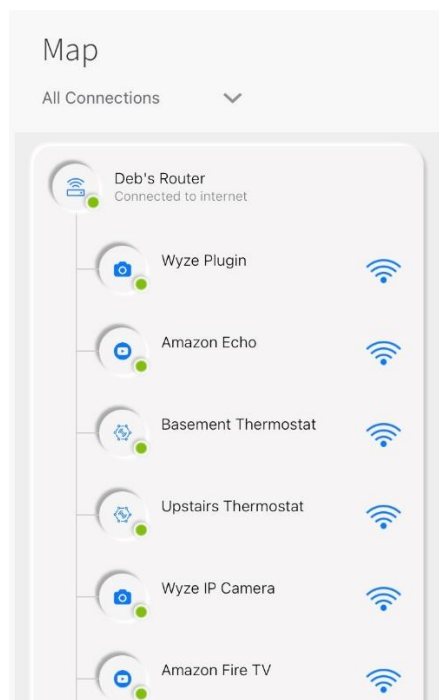 Map
All Connections
Deb's Router
Connected to internet
Wyze Plugin
Amazon Echo
Basement Thermostat
Upstairs Thermostat
Wyze IP Camera
Amazon Fire TV